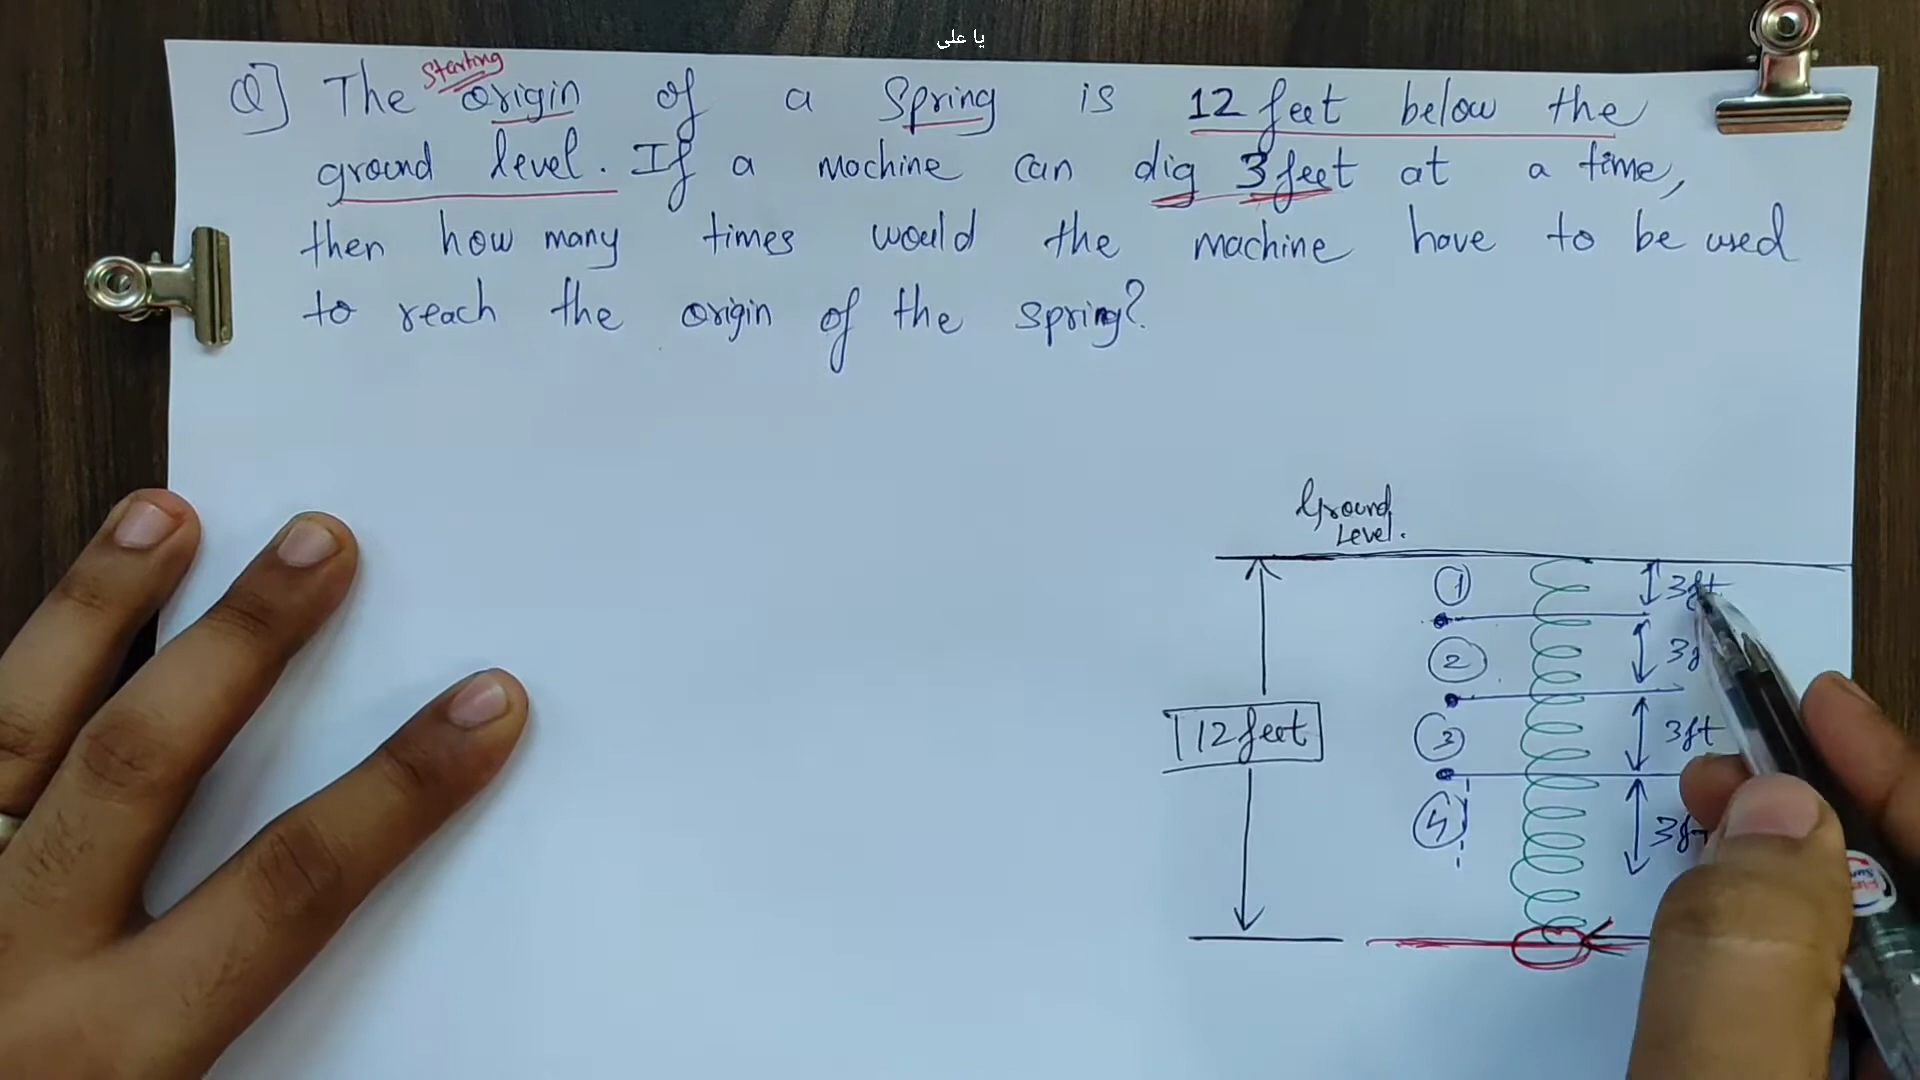 يا على
Starting
Q] The origin of a spring is 12 feet below the
ground level. If a machine can dig 3 feet at a time,
then how many times would the machine have to be used
to reach the origin of the spring?
Ground
Level.
1 3ft
2
12 feet
3 3ft
4